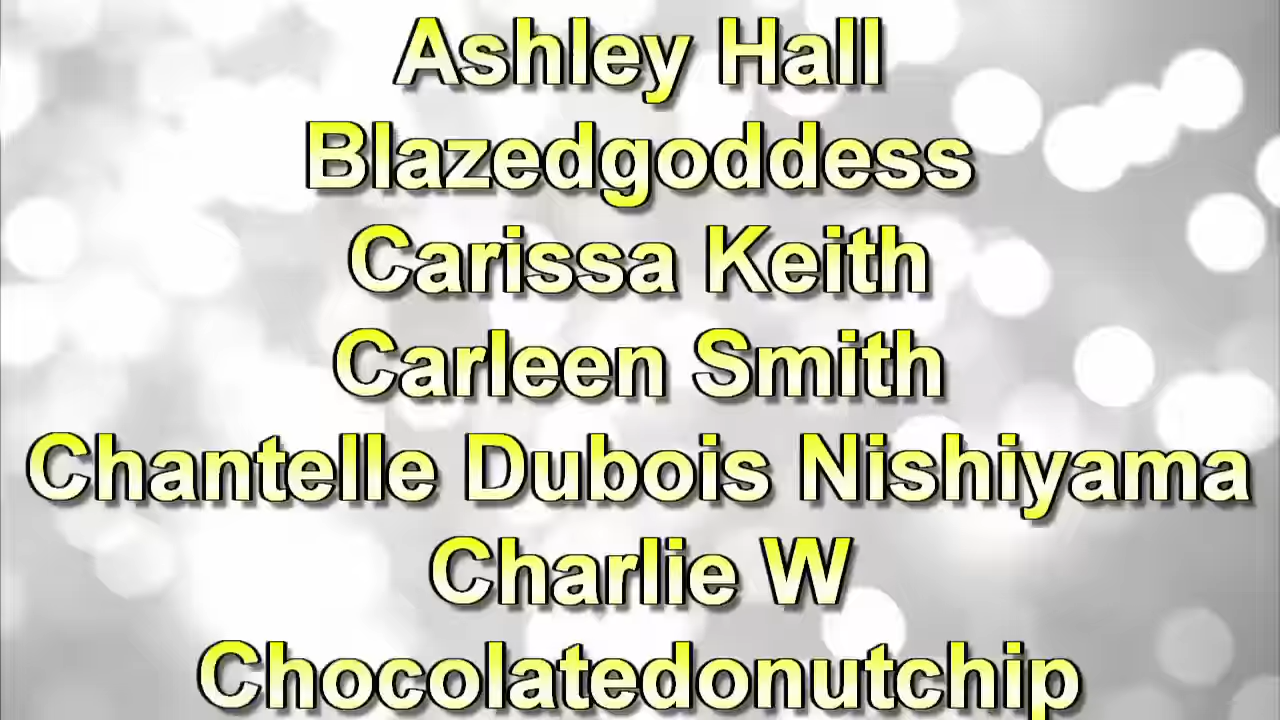 Ashley Hall
Blazedgoddess
Carissa Keith
Carleen Smith
Chantelle Dubois Nishiyama
Charlie W
Chocolatedonutchip